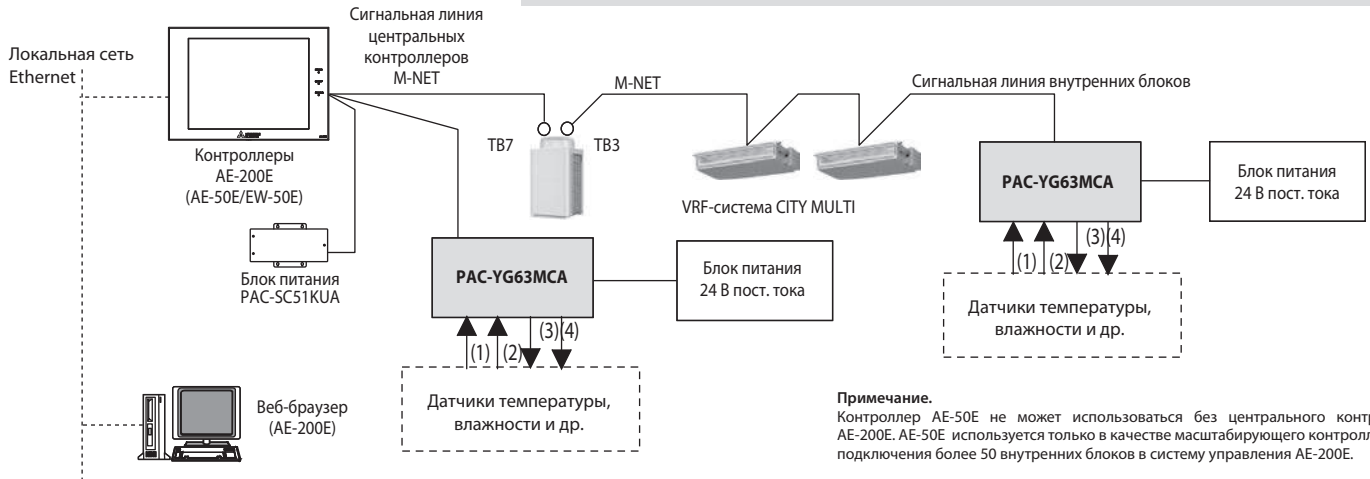 Локальная сеть
Ethernet
Сигнальная линия
центральных
контроллеров
M-NET
M-NET
Сигнальная линия внутренних блоков
TB7
TB3
Контроллеры
AE-200E
(AE-50E/EW-50E)
VRF-система CITY MULTI
Блок питания
PAC-SC51KUA
PAC-YG63MCA
Блок питания
24 В пост. тока
(1)
(2)
(3)
(4)
Датчики температуры,
влажности и др.
PAC-YG63MCA
Блок питания
24 В пост. тока
(1)
(2)
(3)
(4)
Датчики температуры,
влажности и др.
Веб-браузер
(AE-200E)
Примечание.
Контроллер AE-50E не может использоваться без центрального конт
AE-200E. AE-50E используется только в качестве масштабирующего контролл
подключения более 50 внутренних блоков в систему управления AE-200E.